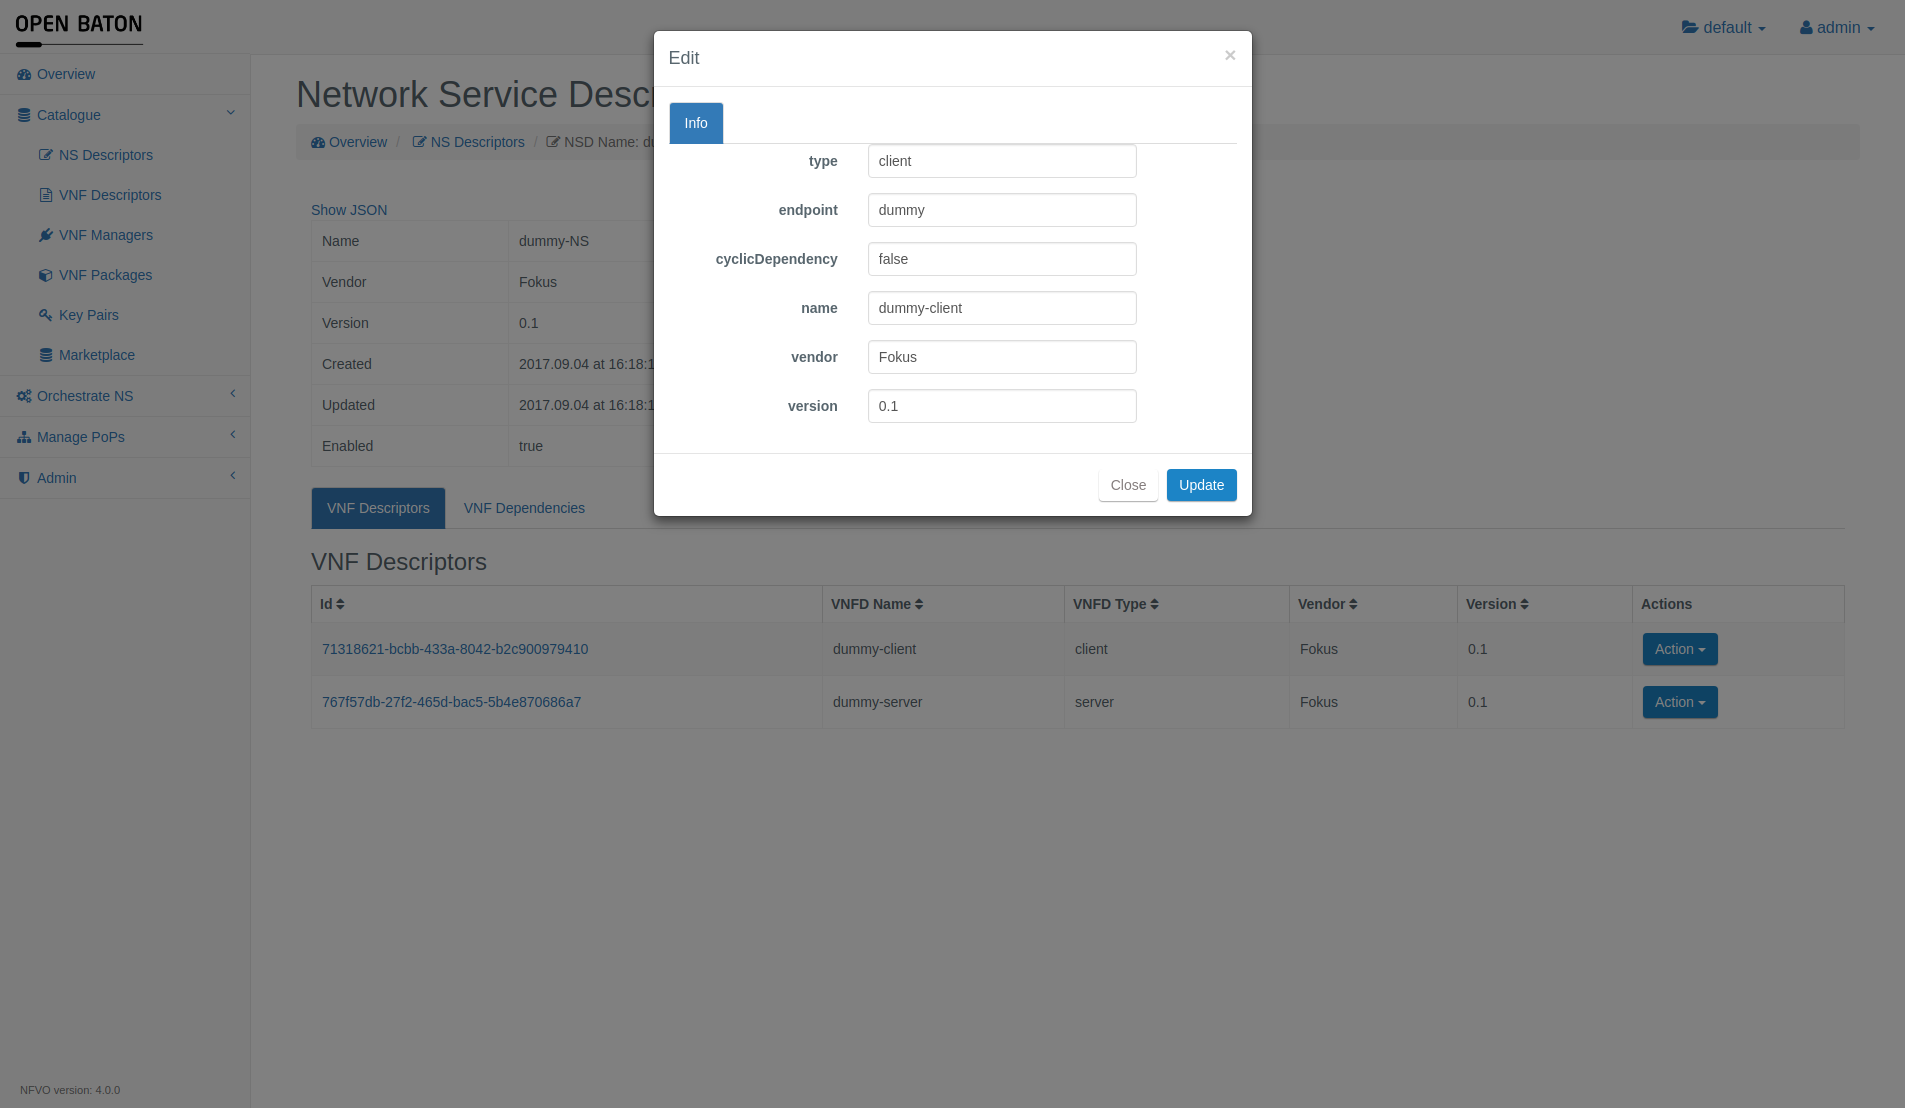 OPEN BATON
default
admin
Overview
Catalogue
NS Descriptors
VNF Descriptors
VNF Managers
VNF Packages
Key Pairs
Marketplace
Orchestrate NS
Manage PoPs
Admin
NFVO version: 4.0.0
Network Service Descr
Overview / NS Descriptors / NSD Name: du
Show JSON
Name dummy-NS
Vendor Fokus
Version 0.1
Created 2017.09.04 at 16:18:1
Updated 2017.09.04 at 16:18:1
Enabled true
VNF Descriptors VNF Dependencies
VNF Descriptors
Id VNFD Name VNFD Type Vendor Version Actions
71318621-bcbb-433a-8042-b2c900979410 dummy-client client Fokus 0.1 Action
767f57db-27f2-465d-bac5-5b4e870686a7 dummy-server server Fokus 0.1 Action
Edit ×
Info
type client
endpoint dummy
cyclicDependency false
name dummy-client
vendor Fokus
version 0.1
Close Update